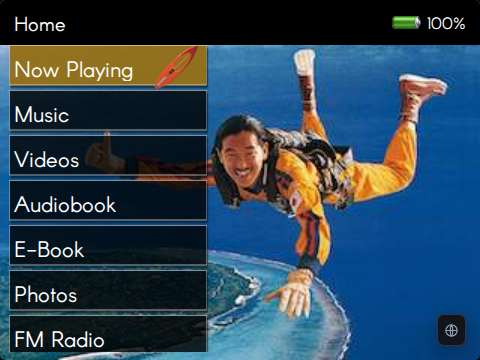 Home
100%
Now Playing
Music
Videos
Audiobook
E-Book
Photos
FM Radio